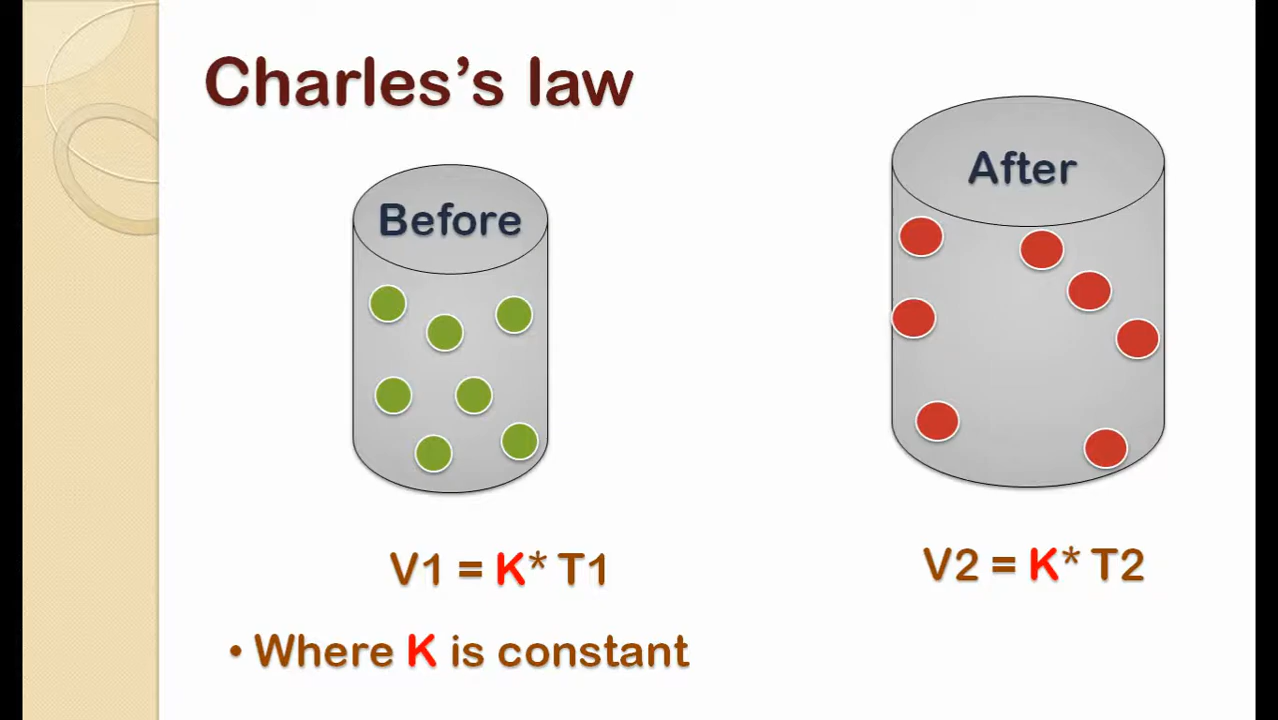 Charles’s law
Before
After
V1 = K* T1
V2 = K* T2
• Where K is constant